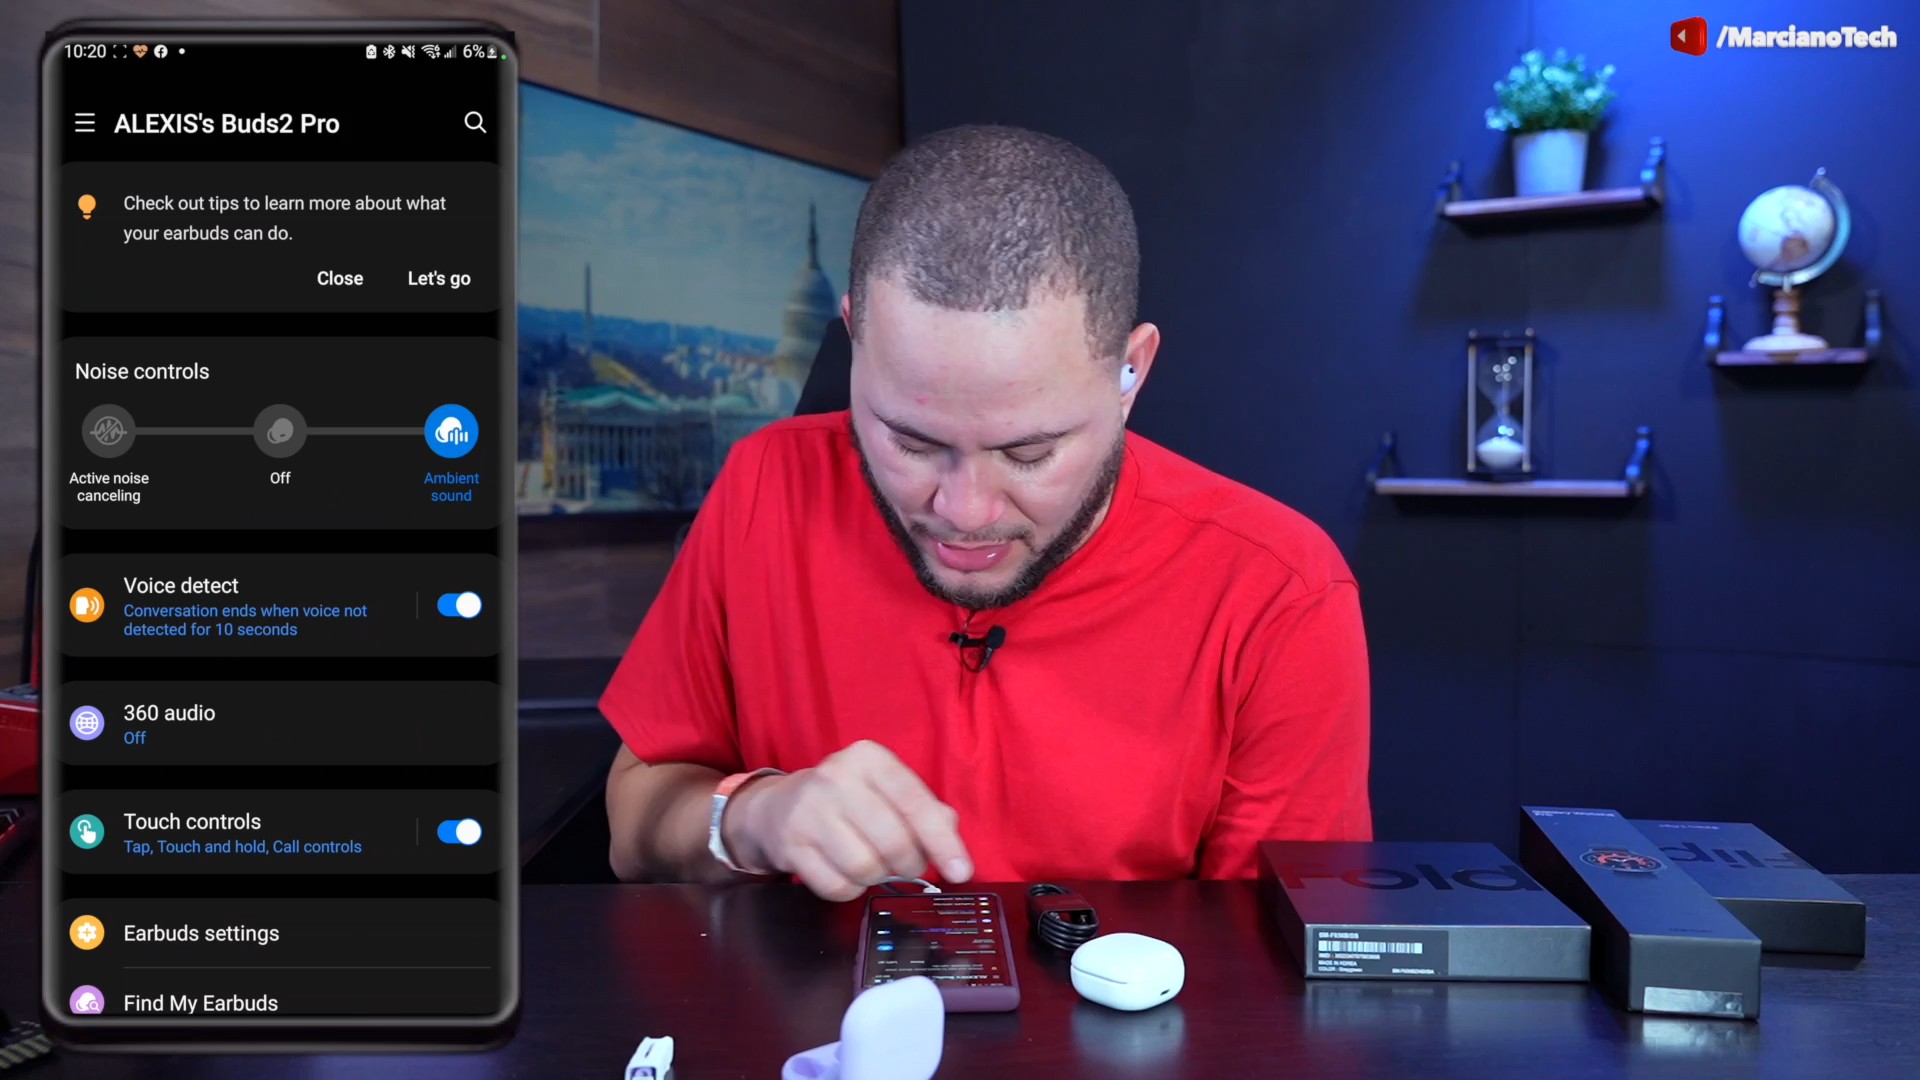 /MarcianoTech
10:20
6%
ALEXIS's Buds2 Pro
Check out tips to learn more about what
your earbuds can do.
Close
Let's go
Noise controls
Active noise
canceling
Off
Ambient
sound
Voice detect
Conversation ends when voice not
detected for 10 seconds
360 audio
Off
Touch controls
Tap, Touch and hold, Call controls
Earbuds settings
Find My Earbuds
Fold
Flip
MADE IN KOREA